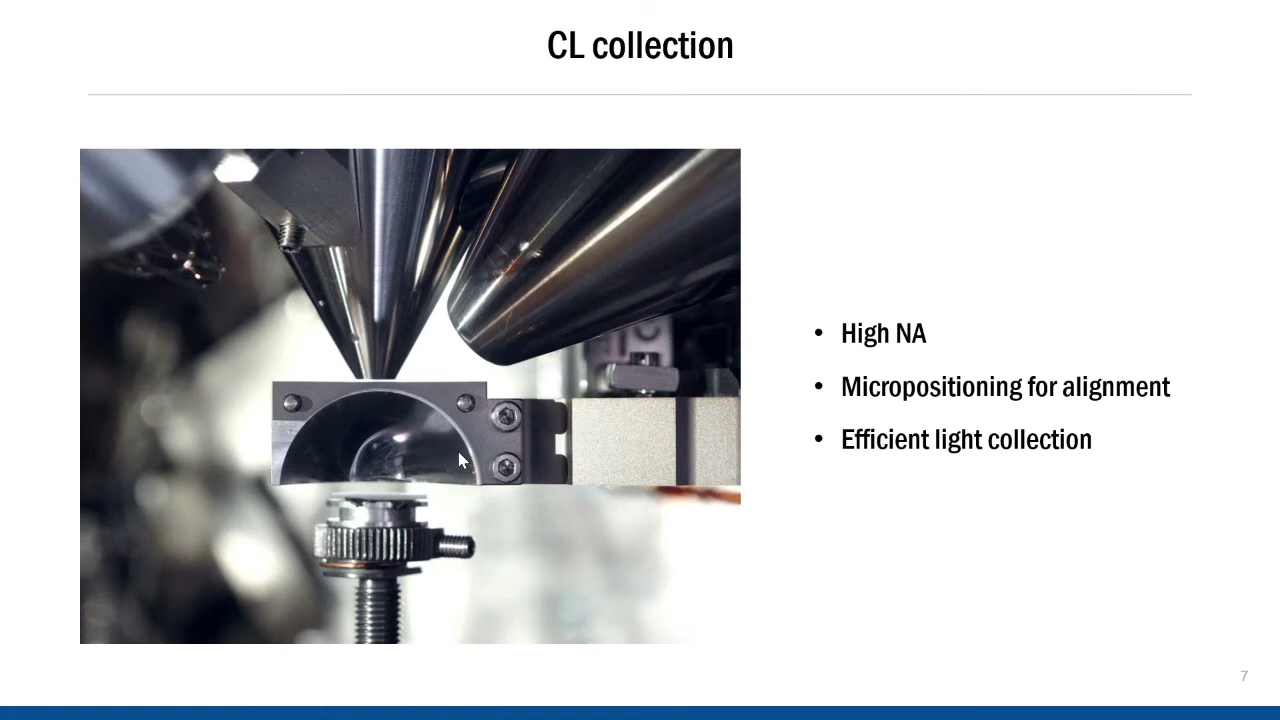 CL collection
• High NA
• Micropositioning for alignment
• Efficient light collection
7